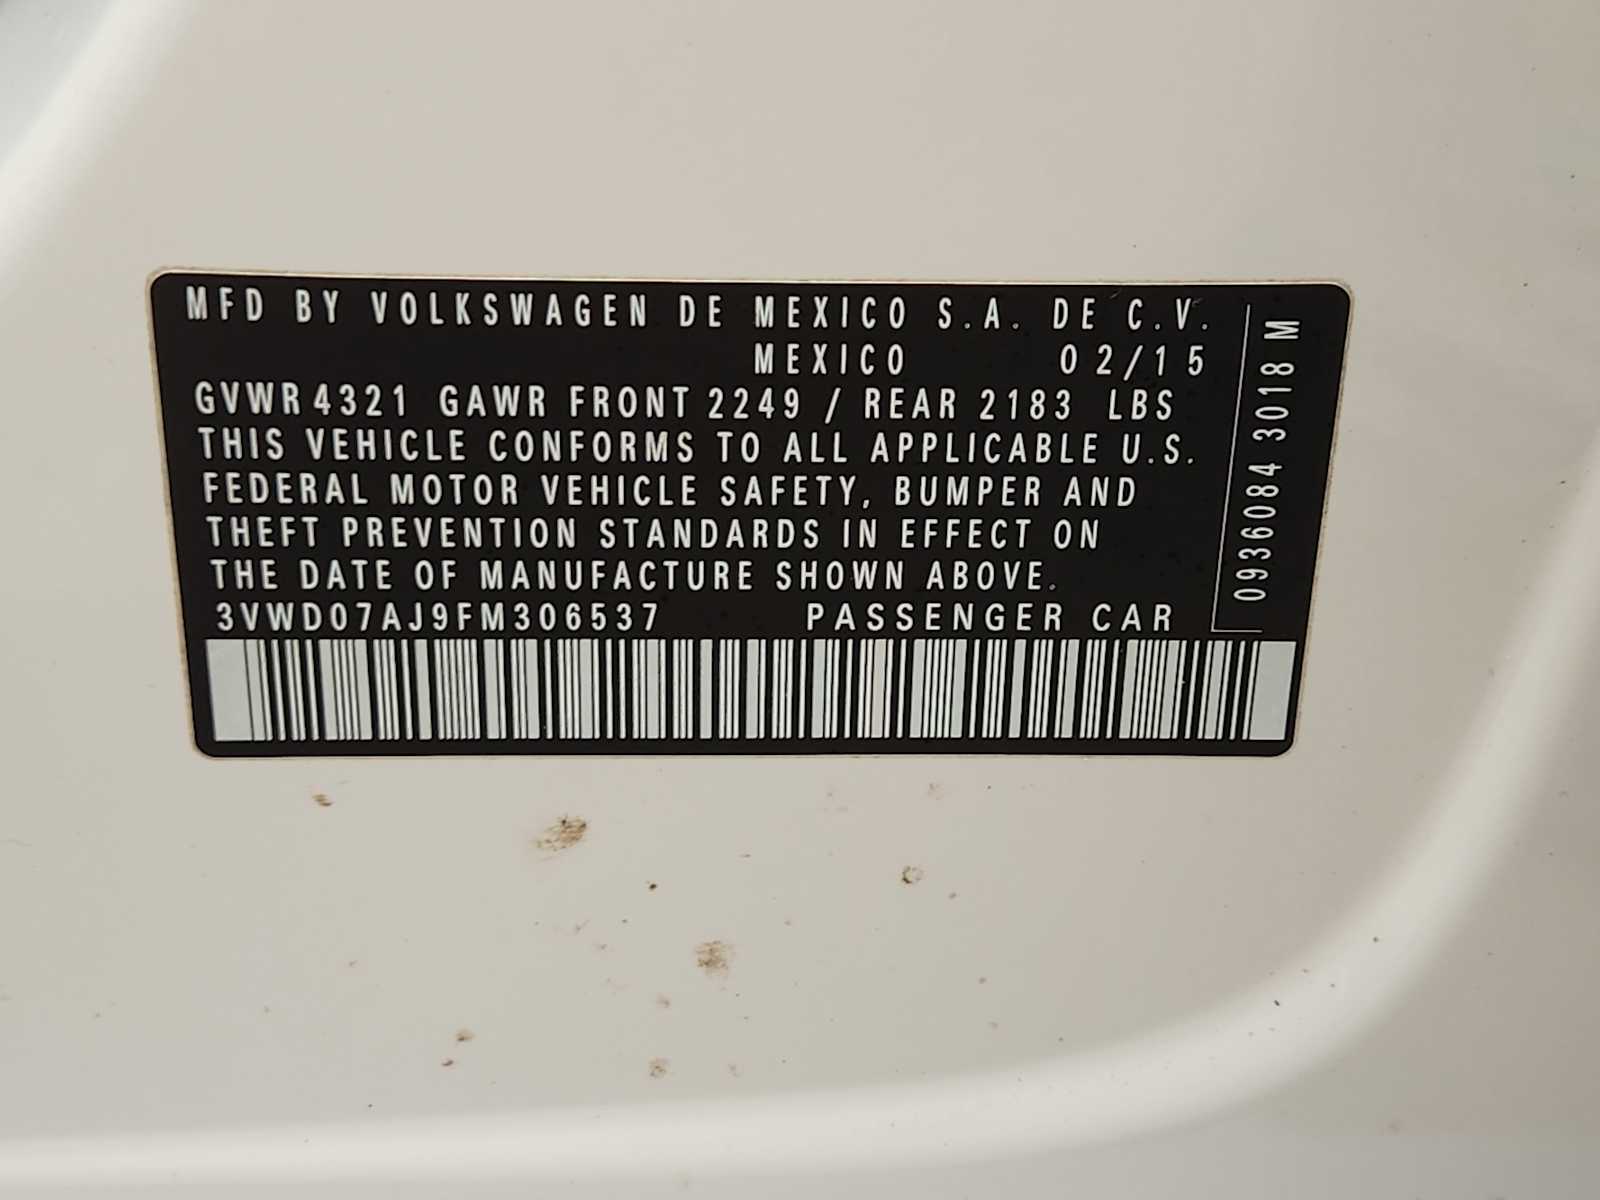 MFD BY VOLKSWAGEN DE MEXICO S.A. DE C.V.
MEXICO 02/15
GVWR 4321 GAWR FRONT 2249 / REAR 2183 LBS
THIS VEHICLE CONFORMS TO ALL APPLICABLE U.S.
FEDERAL MOTOR VEHICLE SAFETY, BUMPER AND
THEFT PREVENTION STANDARDS IN EFFECT ON
THE DATE OF MANUFACTURE SHOWN ABOVE.
3VWD07AJ9FM306537 PASSENGER CAR
0936084 3018 M